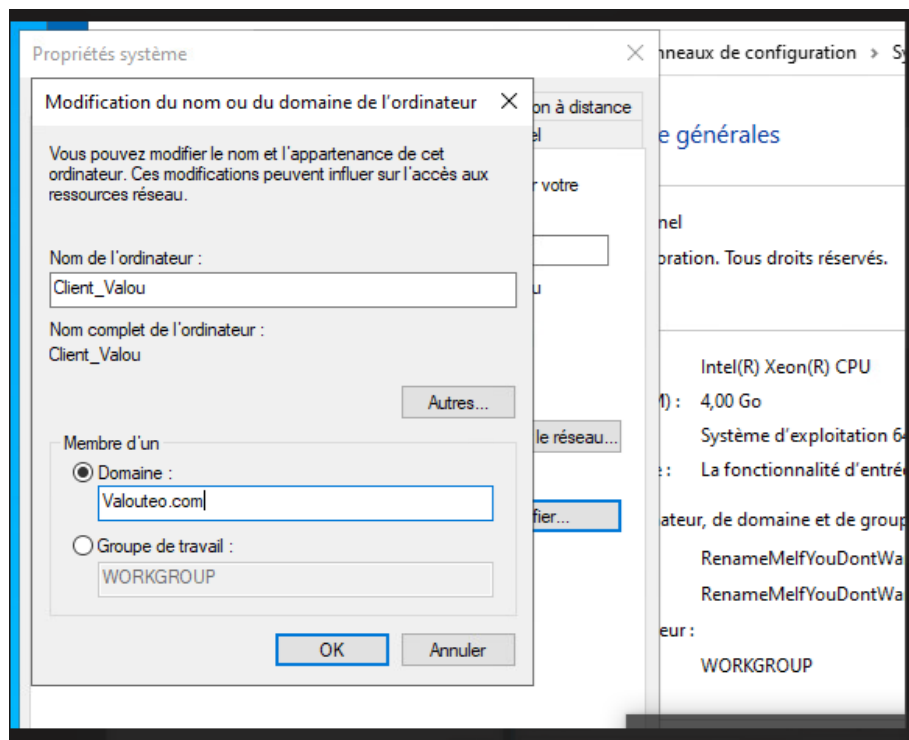 Propriétés système
Modification du nom ou du domaine de l'ordinateur
Vous pouvez modifier le nom et l'appartenance de cet
ordinateur. Ces modifications peuvent influer sur l'accès aux
ressources réseau.
Nom de l'ordinateur :
Client_Valou
Nom complet de l'ordinateur :
Client_Valou
Autres...
Membre d'un
Domaine :
Valouteo.com
Groupe de travail :
WORKGROUP
OK
Annuler
on à distance
el
r votre
u
le réseau...
fier...
nneaux de configuration > Sy
e générales
nel
oration. Tous droits réservés.
Intel(R) Xeon(R) CPU
M) : 4,00 Go
Système d'exploitation 64
e : La fonctionnalité d'entrée
ateur, de domaine et de group
RenameMeIfYouDontWa
RenameMeIfYouDontWa
eur :
WORKGROUP